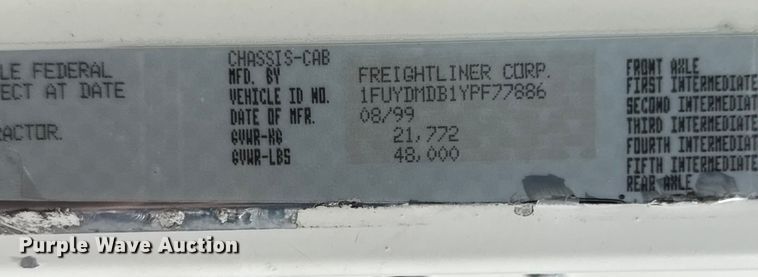 LE FEDERAL
ECT AT DATE
RACTOR.
CHASSIS-CAB
MFD. BY FREIGHTLINER CORP.
VEHICLE ID NO. 1FUYDMDB1YPF77886
DATE OF MFR. 08/99
GVWR-KG 21,772
GVWR-LBS 48,000
FRONT AXLE
FIRST INTERMEDIATE
SECOND INTERMEDIATE
THIRD INTERMEDIATE
FOURTH INTERMEDIATE
FIFTH INTERMEDIATE
REAR AXLE
Purple Wave Auction